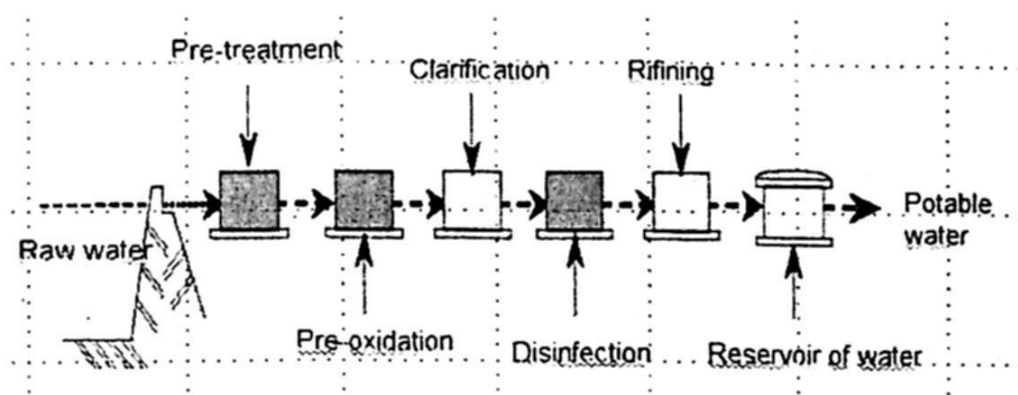 Pre-treatment
Clarification
Rifining
Raw water
Potable
water
Pre-oxidation
Disinfection
Reservoir of water